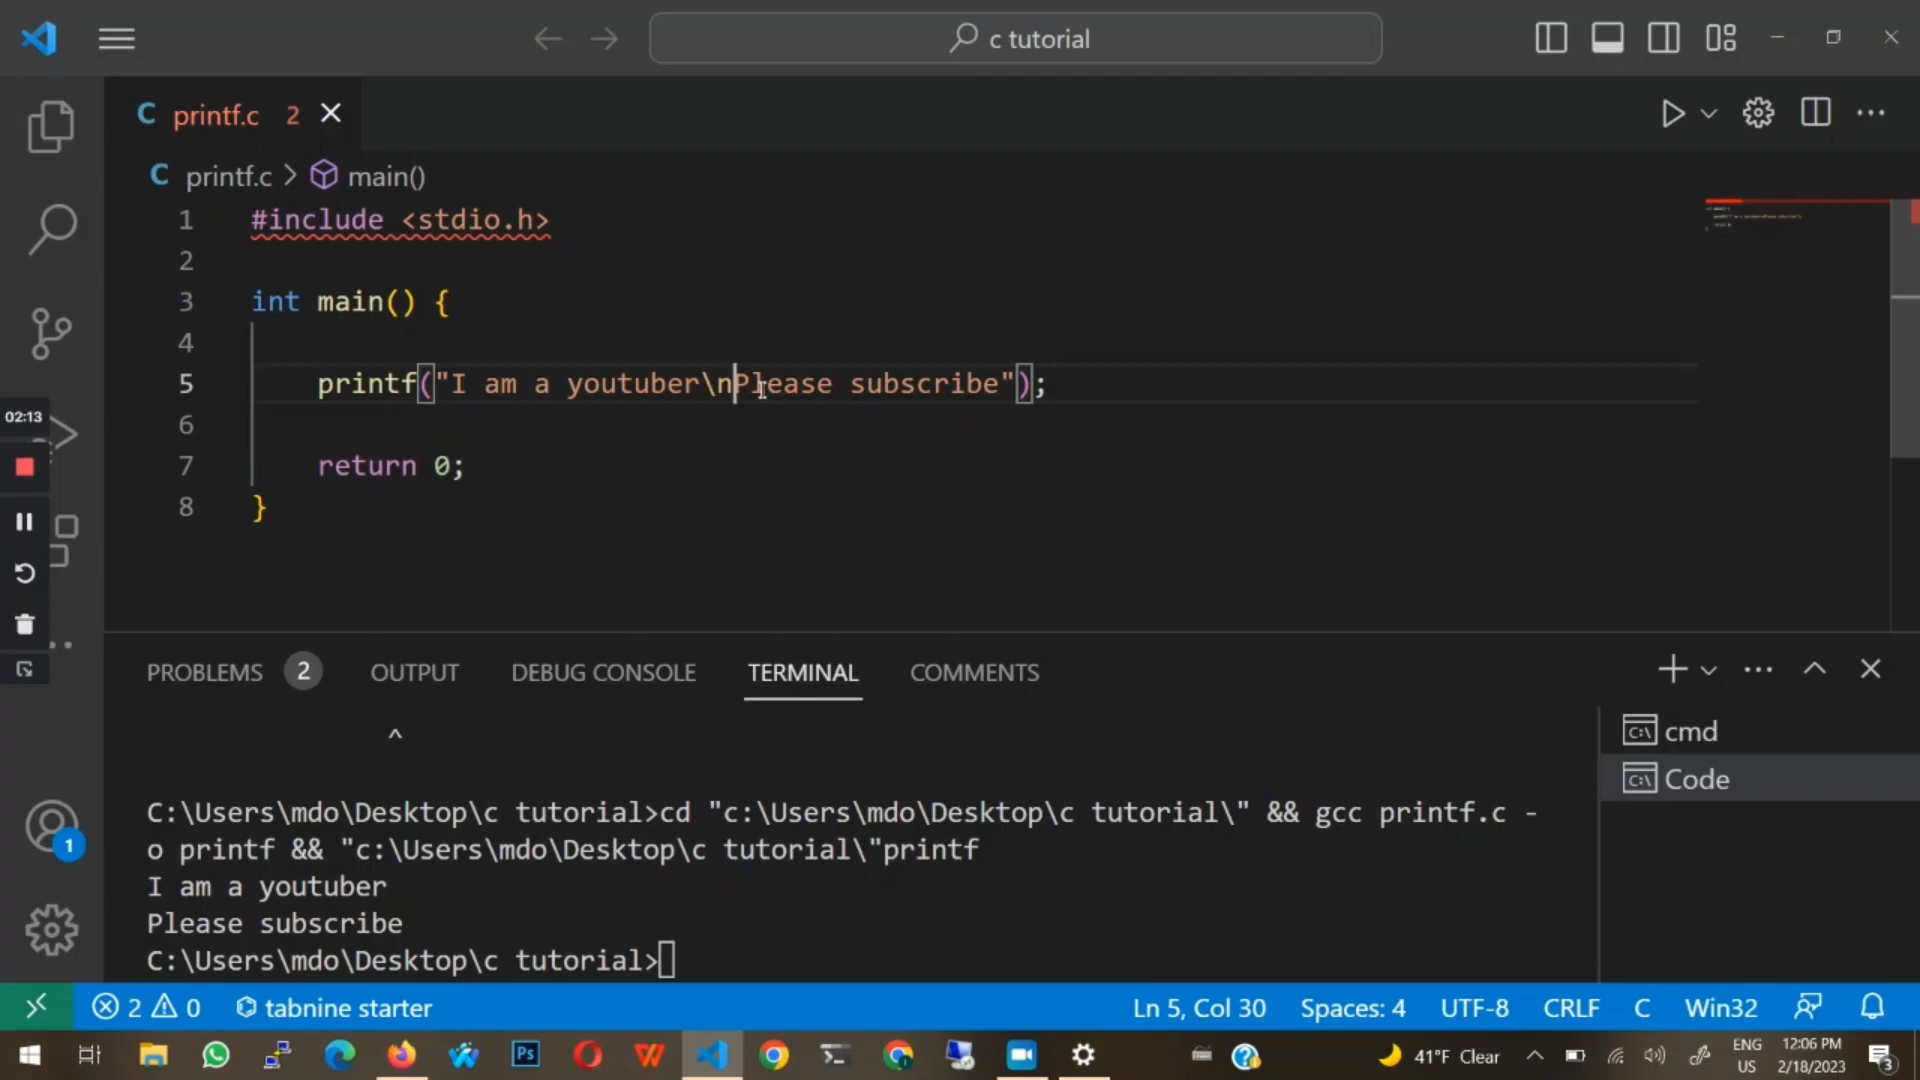 c tutorial
C printf.c 2
C printf.c > main()
1 #include <stdio.h>
2
3 int main() {
4
5 printf("I am a youtuber\nPlease subscribe");
6
7 return 0;
8 }
02:13
PROBLEMS 2 OUTPUT DEBUG CONSOLE TERMINAL COMMENTS
^
cmd
Code
C:\Users\mdo\Desktop\c tutorial>cd "c:\Users\mdo\Desktop\c tutorial\" && gcc printf.c -
o printf && "c:\Users\mdo\Desktop\c tutorial\"printf
I am a youtuber
Please subscribe
C:\Users\mdo\Desktop\c tutorial>
1
2 0 tabnine starter Ln 5, Col 30 Spaces: 4 UTF-8 CRLF C Win32
Ps 41°F Clear ENG US 12:06 PM 2/18/2023 3